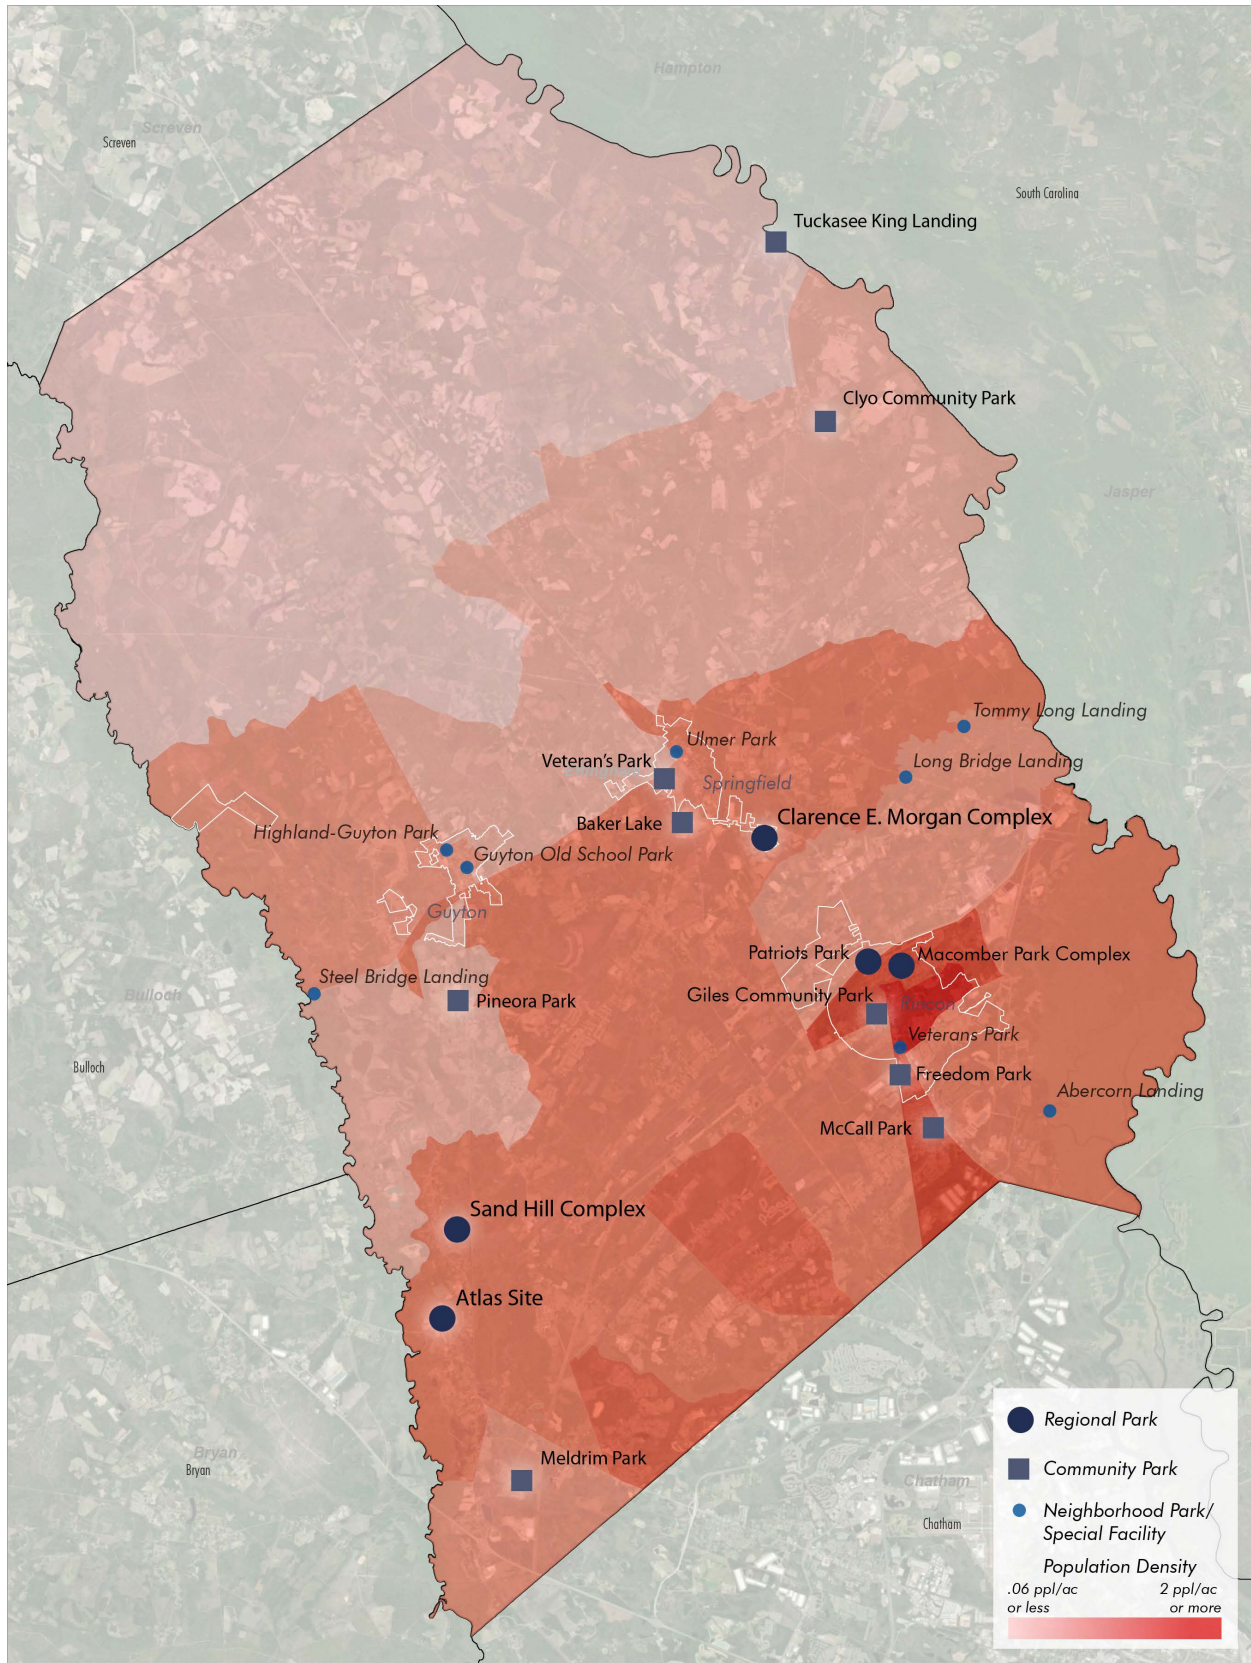 Hampton
Screven
Screven
South Carolina
Tuckasee King Landing
Clyo Community Park
Jasper
Tommy Long Landing
Ulmer Park
Veteran's Park
Long Bridge Landing
Springfield
Clarence E. Morgan Complex
Baker Lake
Highland-Guyton Park
Guyton Old School Park
Guyton
Patriots Park
Macomber Park Complex
Steel Bridge Landing
Bulloch
Pineora Park
Giles Community Park
Rincon
Veterans Park
Bulloch
Freedom Park
Abercorn Landing
McCall Park
Sand Hill Complex
Atlas Site
Bryan
Bryan
Meldrim Park
Chatham
Chatham
Regional Park
Community Park
Neighborhood Park/
Special Facility
Population Density
.06 ppl/ac
or less
2 ppl/ac
or more